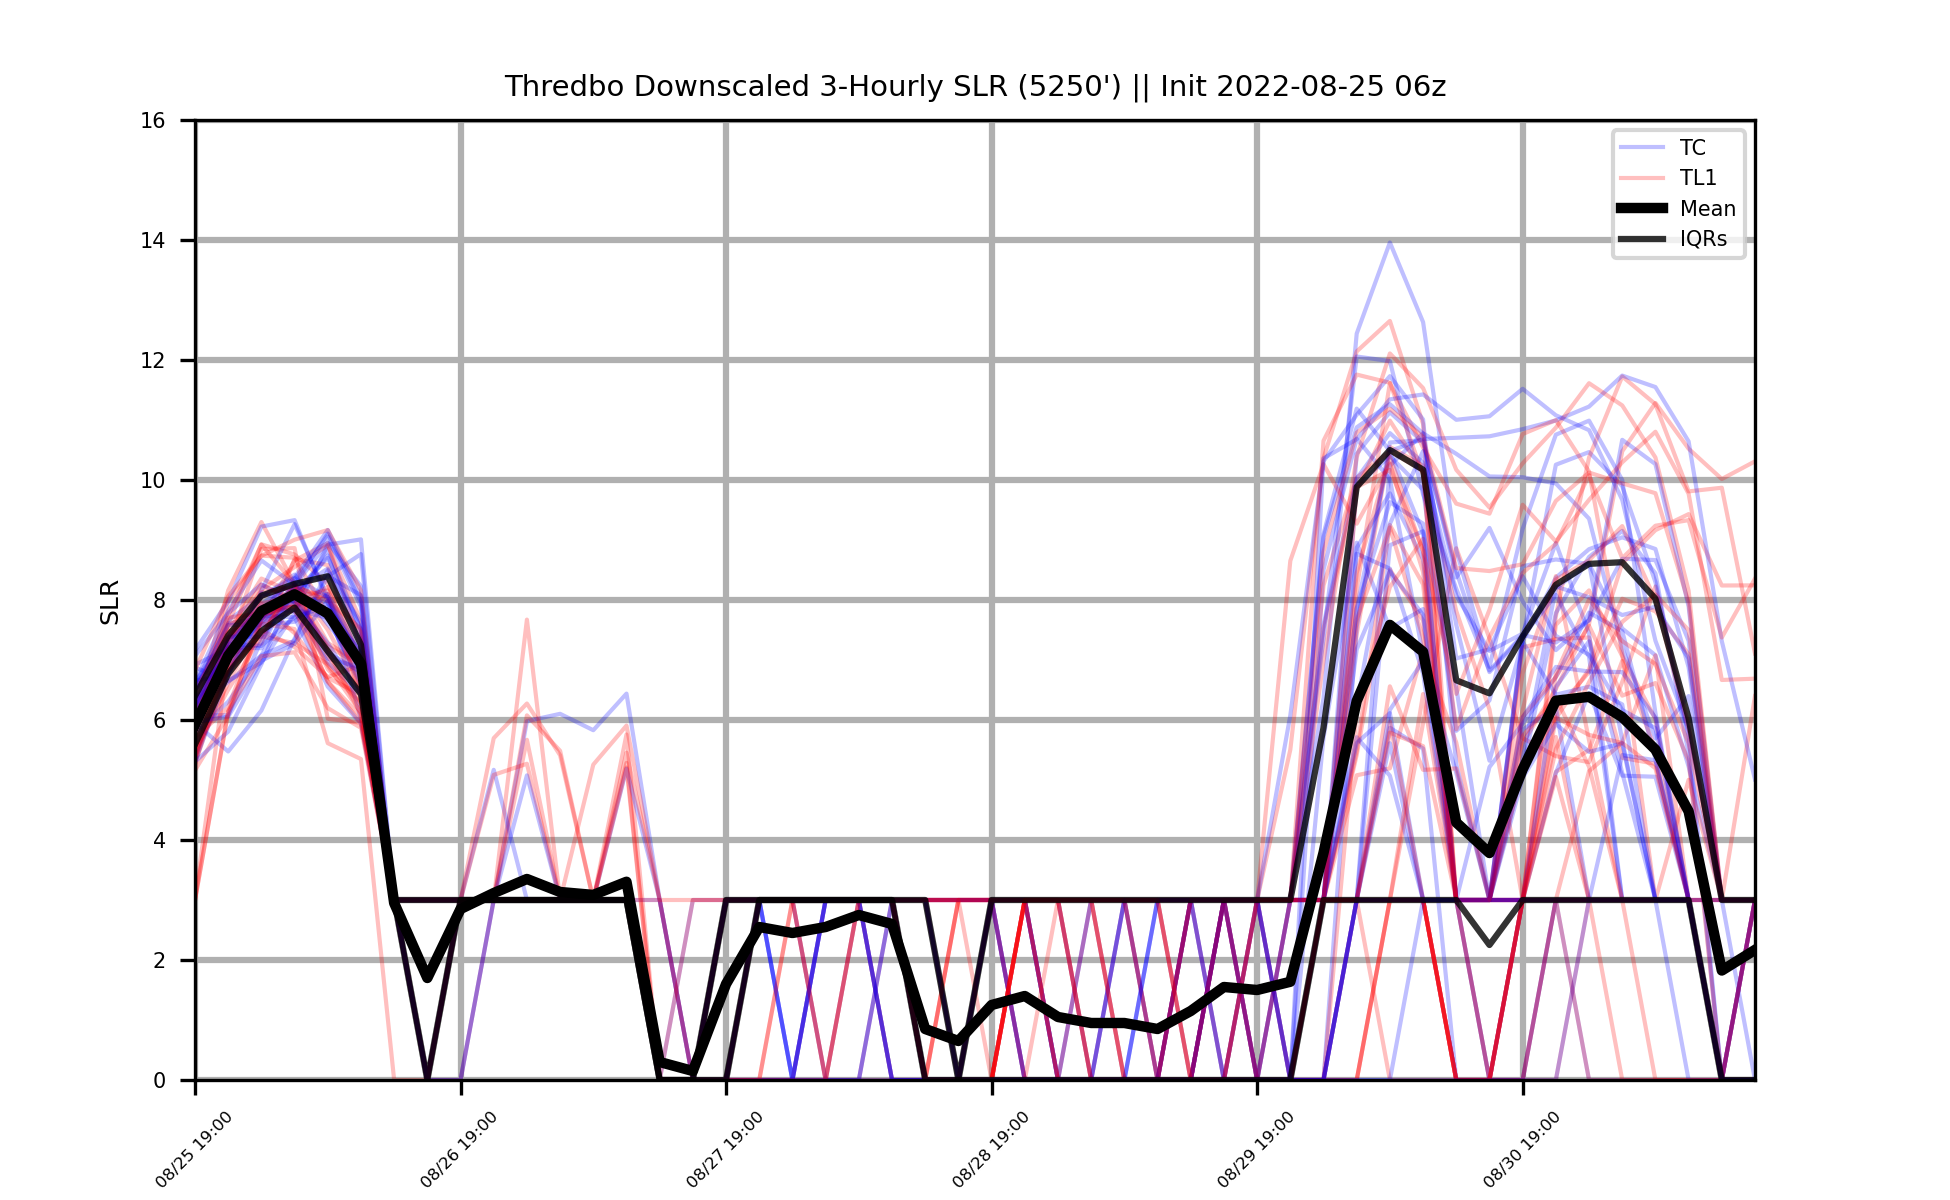 Thredbo Downscaled 3-Hourly SLR (5250') || Init 2022-08-25 06z
16
14
12
10
8
6
4
2
0
SLR
TC
TL1
Mean
IQRs
08/25 19:00
08/26 19:00
08/27 19:00
08/28 19:00
08/29 19:00
08/30 19:00